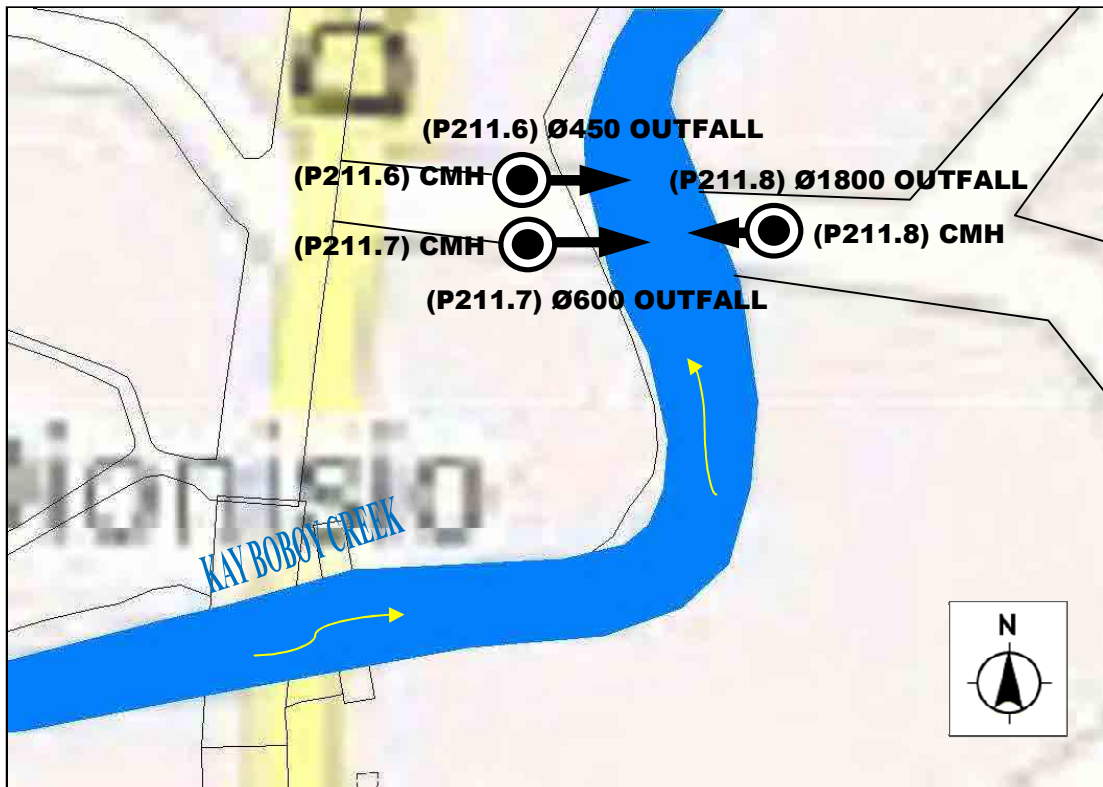 (P211.6) Ø450 OUTFALL
(P211.6) CMH
(P211.8) Ø1800 OUTFALL
(P211.7) CMH
(P211.8) CMH
(P211.7) Ø600 OUTFALL
ionisio
KAY BOBOY CREEK
N